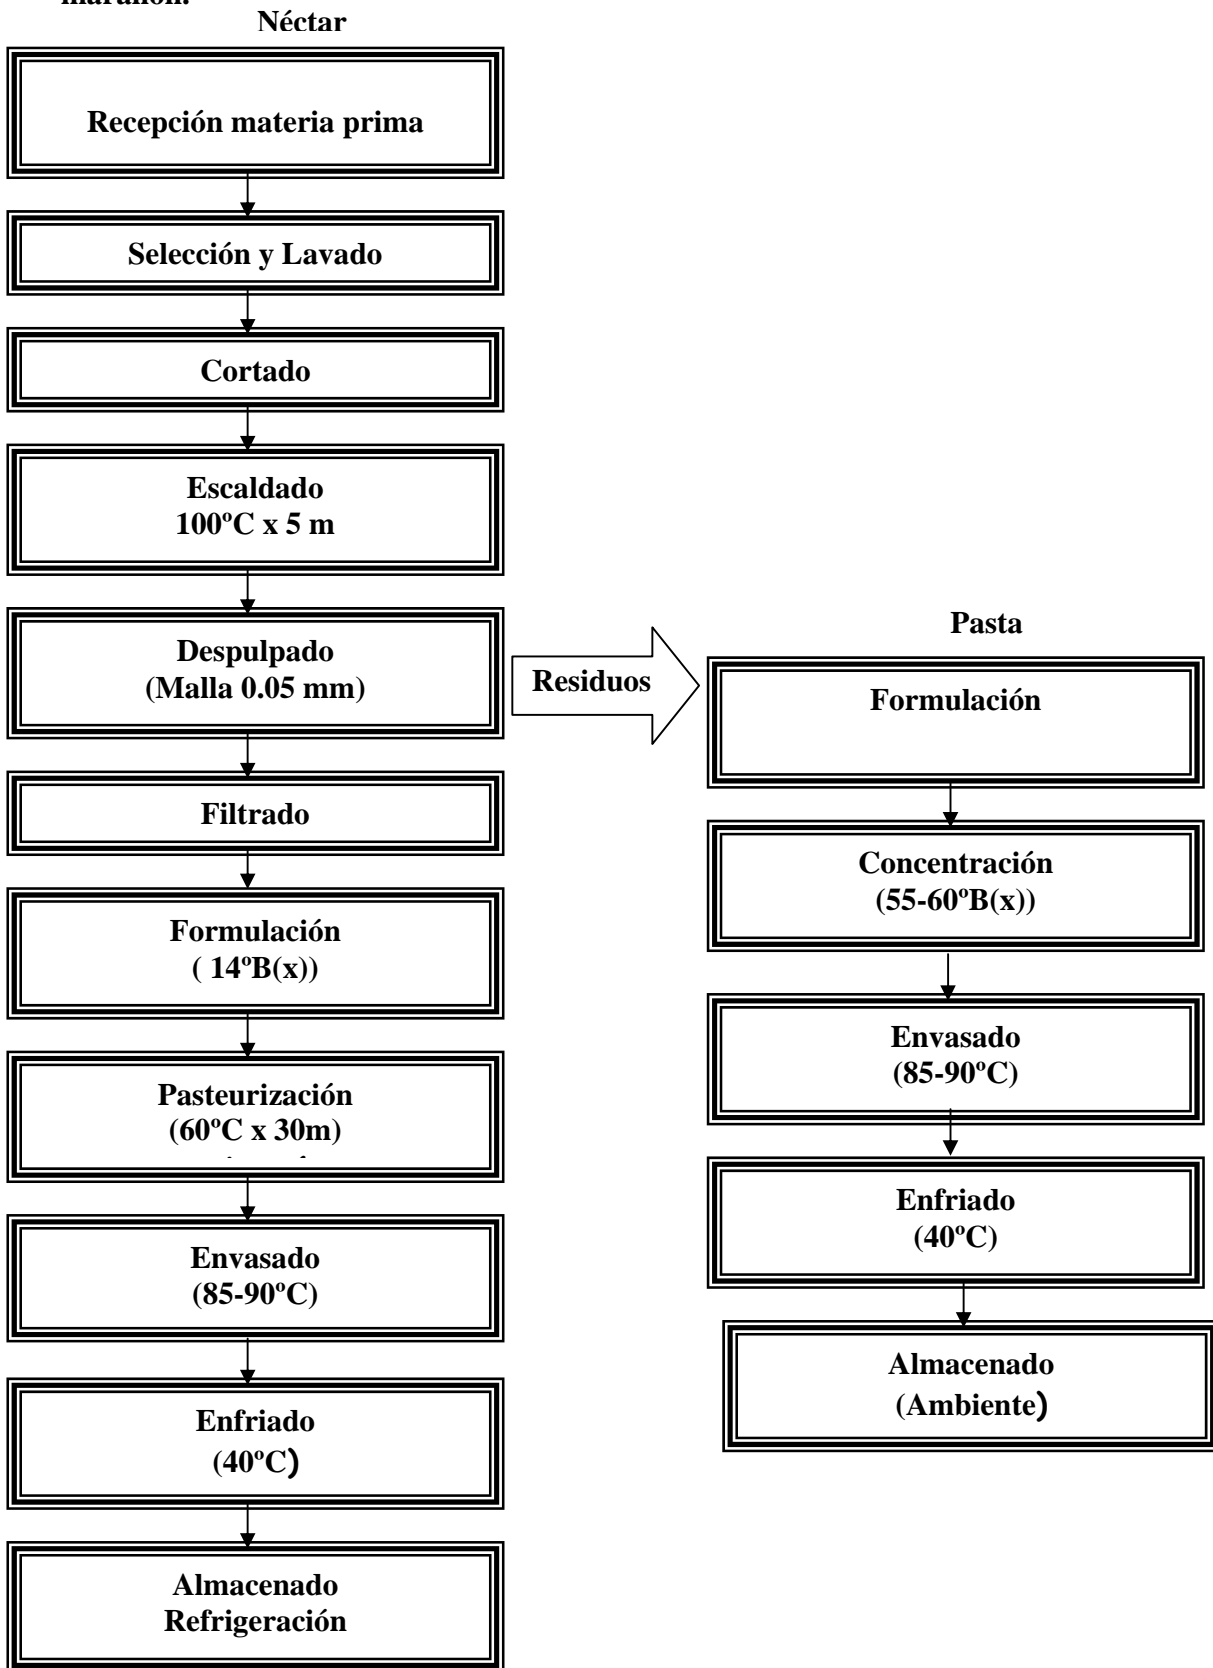 marañón.
Néctar
Recepción materia prima
Selección y Lavado
Cortado
Escaldado
100ºC x 5 m
Despulpado
(Malla 0.05 mm)
Residuos
Filtrado
Formulación
( 14ºB(x))
Pasteurización
(60ºC x 30m)
Envasado
(85-90ºC)
Enfriado
(40ºC)
Almacenado
Refrigeración
Pasta
Formulación
Concentración
(55-60ºB(x))
Envasado
(85-90ºC)
Enfriado
(40ºC)
Almacenado
(Ambiente)